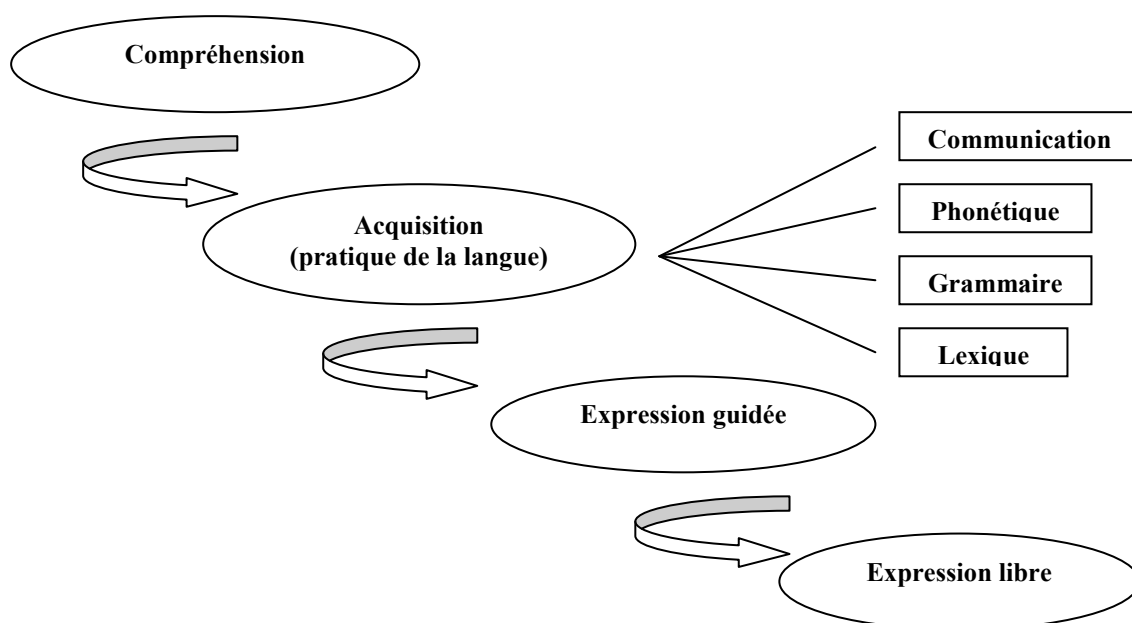 Compréhension
Communication
Phonétique
Acquisition
(pratique de la langue)
Grammaire
Lexique
Expression guidée
Expression libre